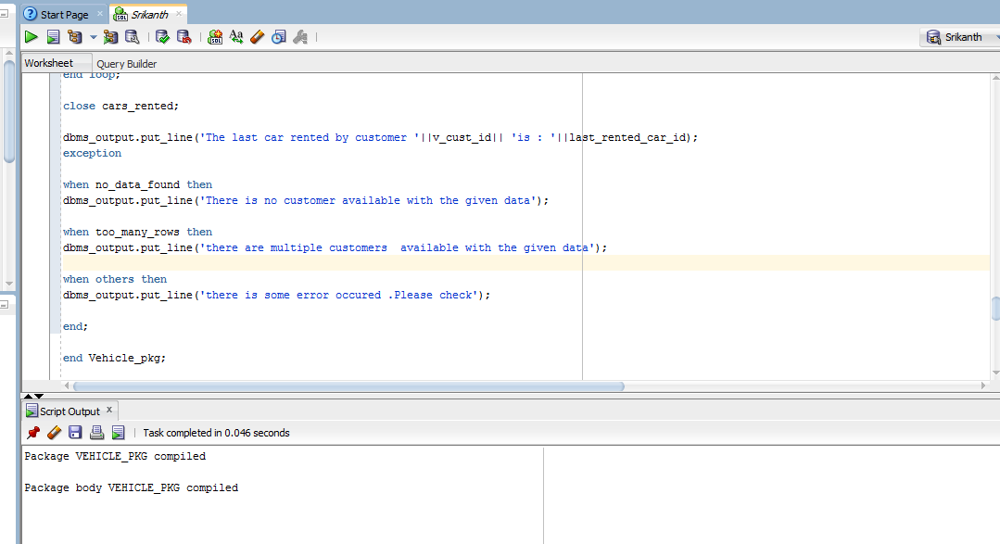 Start Page
Srikanth
Srikanth
Worksheet
Query Builder
end loop;
close cars_rented;
dbms_output.put_line('The last car rented by customer '||v_cust_id|| 'is : '||last_rented_car_id);
exception
when no_data_found then
dbms_output.put_line('There is no customer available with the given data');
when too_many_rows then
dbms_output.put_line('there are multiple customers  available with the given data');
when others then
dbms_output.put_line('there is some error occured .Please check');
end;
end Vehicle_pkg;
Script Output
Task completed in 0.046 seconds
Package VEHICLE_PKG compiled
Package body VEHICLE_PKG compiled